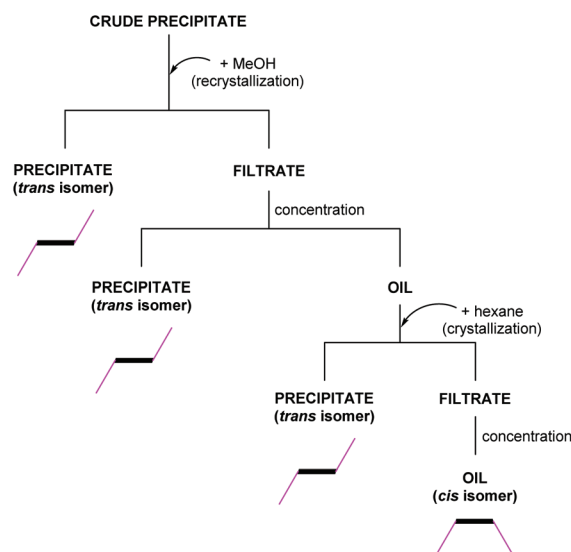 CRUDE PRECIPITATE
+ MeOH
(recrystallization)
PRECIPITATE
(trans isomer)
FILTRATE
concentration
PRECIPITATE
(trans isomer)
OIL
+ hexane
(crystallization)
PRECIPITATE
(trans isomer)
FILTRATE
concentration
OIL
(cis isomer)